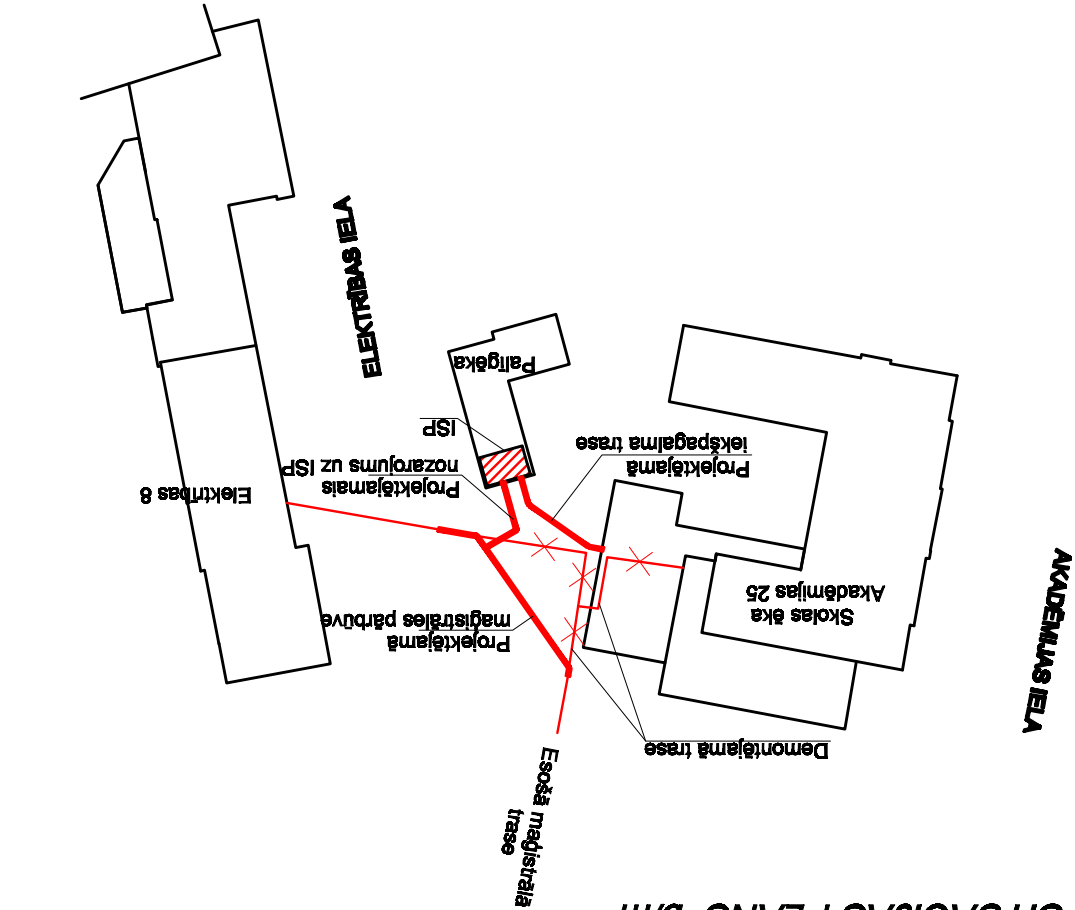 Esošā maģistrālā
trase
Demontējamā trase
AKADĒMIJAS IELA
Skolas ēka
Akadēmijas 25
Projektējamā
maģistrāles pārbūve
Elektrības 8
Projektējamā
iekšpagalma trase
Projektējamais
nozarojums uz ISP
ISP
Palīgēka
ELEKTRĪBAS IELA